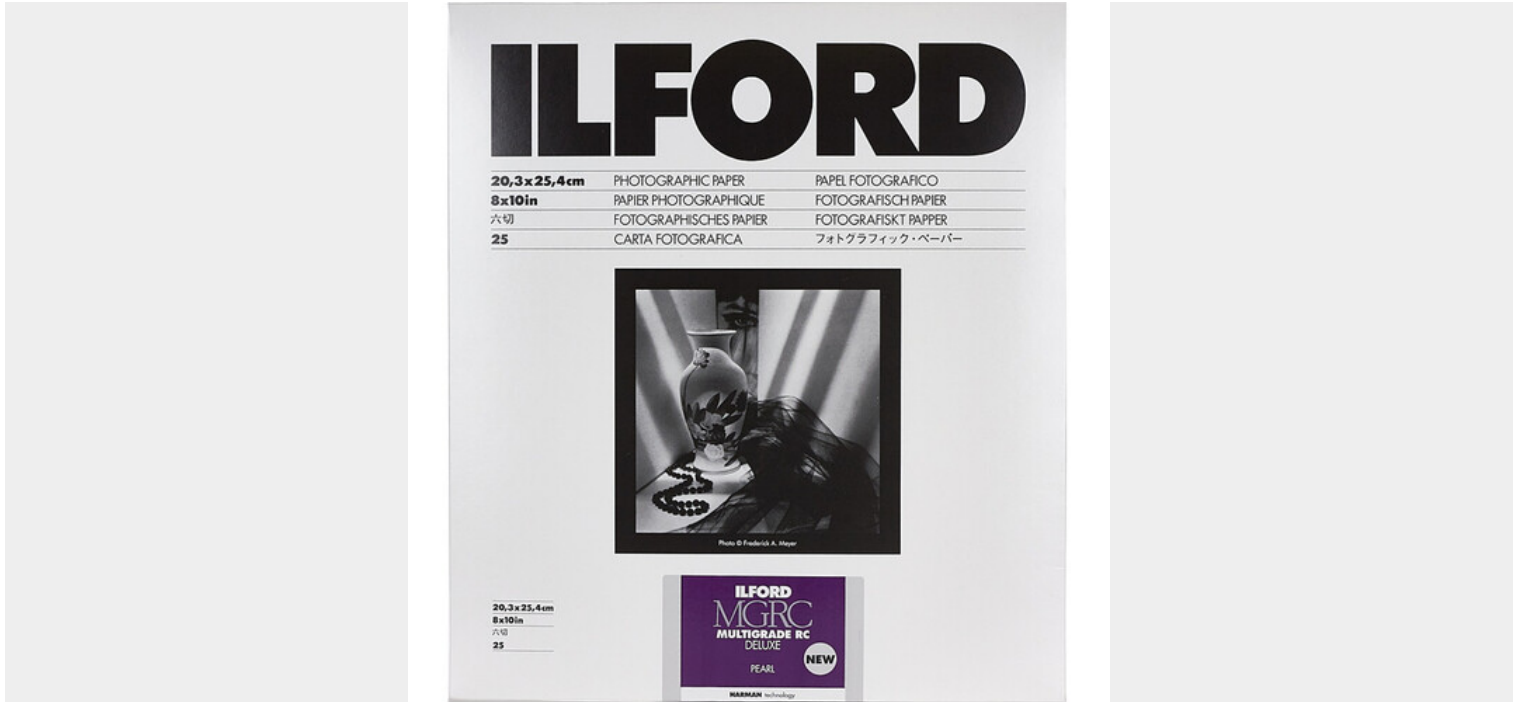 ILFORD
20,3x25,4cm PHOTOGRAPHIC PAPER PAPEL FOTOGRAFICO
8x10in PAPIER PHOTOGRAPHIQUE FOTOGRAFISCH PAPIER
六切 FOTOGRAPHISCHES PAPIER FOTOGRAFISKT PAPPER
25 CARTA FOTOGRAFICA フォトグラフィック・ペーパー
Photo © Frederick A. Meyer
20,3x25,4cm
8x10in
六切
25
ILFORD
MGRC
MULTIGRADE RC
DELUXE
PEARL
NEW
HARMAN technology